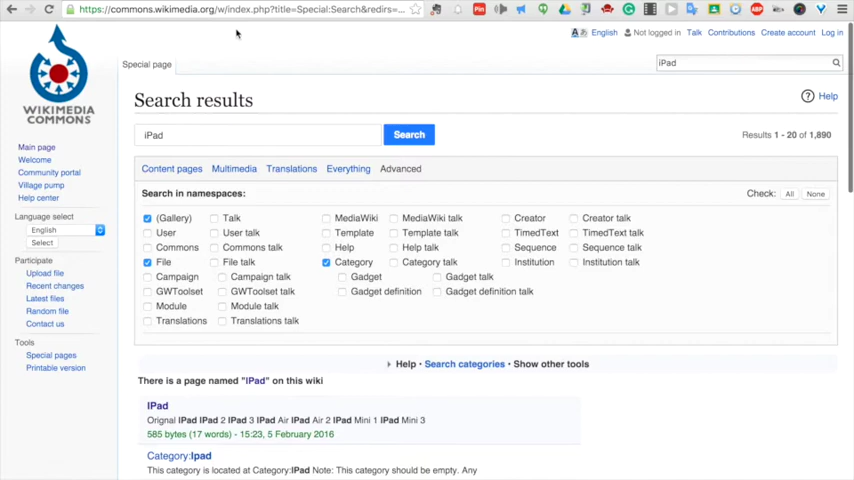 https://commons.wikimedia.org/w/index.php?title=Special:Search&redirs=...
English Not logged in Talk Contributions Create account Log in
Special page
iPad
WIKIMEDIA
COMMONS
Search results
Help
iPad
Search
Results 1 - 20 of 1,890
Main page
Welcome
Community portal
Village pump
Help center
Language select
English
Select
Participate
Upload file
Recent changes
Latest files
Random file
Contact us
Tools
Special pages
Printable version
Content pages Multimedia Translations Everything Advanced
Search in namespaces:
Check: All None
(Gallery) Talk MediaWiki MediaWiki talk Creator Creator talk
User User talk Template Template talk TimedText TimedText talk
Commons Commons talk Help Help talk Sequence Sequence talk
File File talk Category Category talk Institution Institution talk
Campaign Campaign talk Gadget Gadget talk
GWToolset GWToolset talk Gadget definition Gadget definition talk
Module Module talk
Translations Translations talk
Help • Search categories • Show other tools
There is a page named "IPad" on this wiki
IPad
Orignal IPad IPad 2 IPad 3 IPad Air IPad Air 2 IPad Mini 1 IPad Mini 3
585 bytes (17 words) - 15:23, 5 February 2016
Category:Ipad
This category is located at Category:IPad Note: This category should be empty. Any